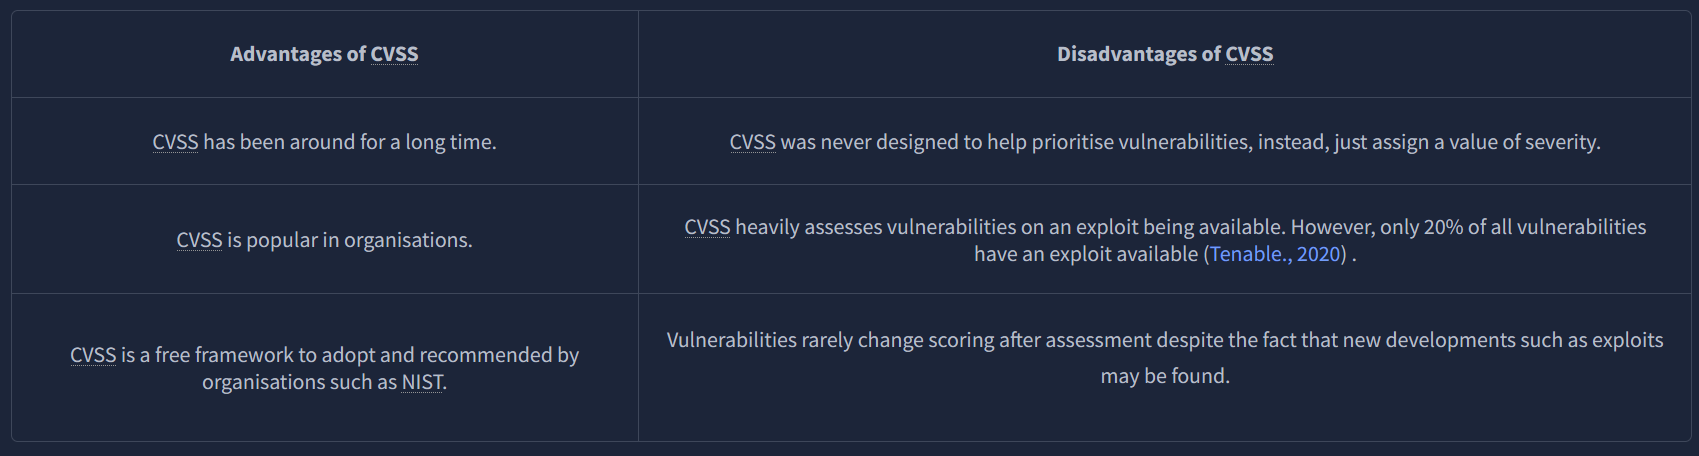 Advantages of CVSS
Disadvantages of CVSS
CVSS has been around for a long time.
CVSS was never designed to help prioritise vulnerabilities, instead, just assign a value of severity.
CVSS is popular in organisations.
CVSS heavily assesses vulnerabilities on an exploit being available. However, only 20% of all vulnerabilities
have an exploit available (Tenable., 2020) .
CVSS is a free framework to adopt and recommended by
organisations such as NIST.
Vulnerabilities rarely change scoring after assessment despite the fact that new developments such as exploits
may be found.